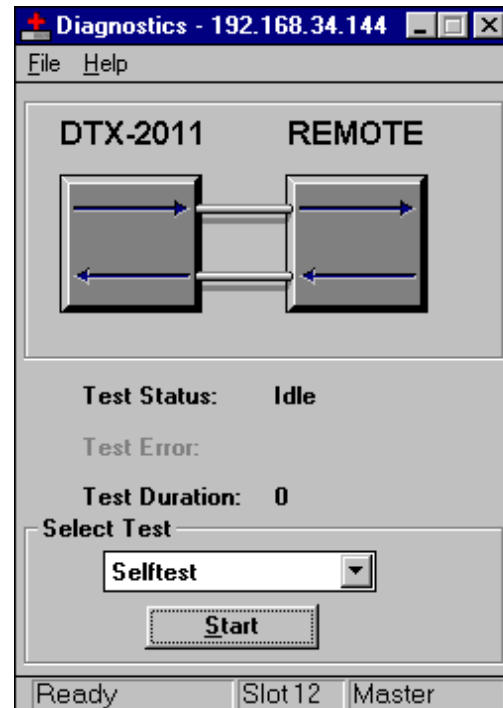 Diagnostics - 192.168.34.144
File Help
DTX-2011 REMOTE
Test Status: Idle
Test Error:
Test Duration: 0
Select Test
Selftest
Start
Ready Slot 12 Master